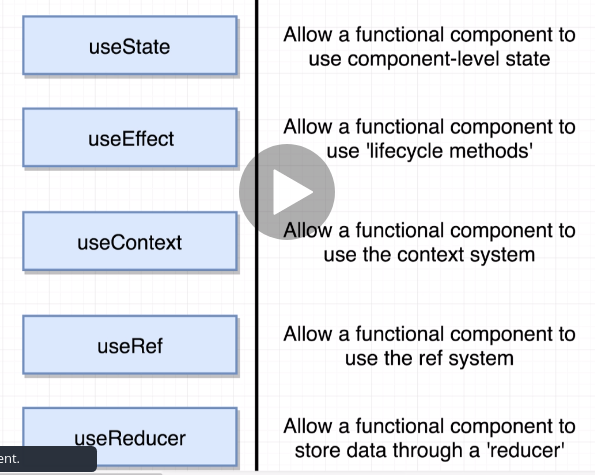 useState
Allow a functional component to
use component-level state
useEffect
Allow a functional component to
use 'lifecycle methods'
useContext
Allow a functional component to
use the context system
useRef
Allow a functional component to
use the ref system
useReducer
Allow a functional component to
store data through a 'reducer'
ent.